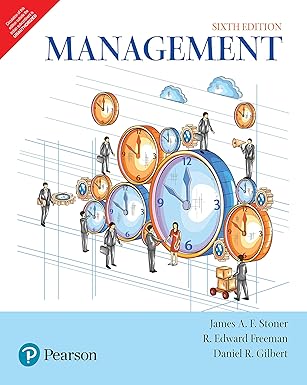 SIXTH EDITION
MANAGEMENT
James A. F. Stoner
R. Edward Freeman
Daniel R. Gilbert
Pearson